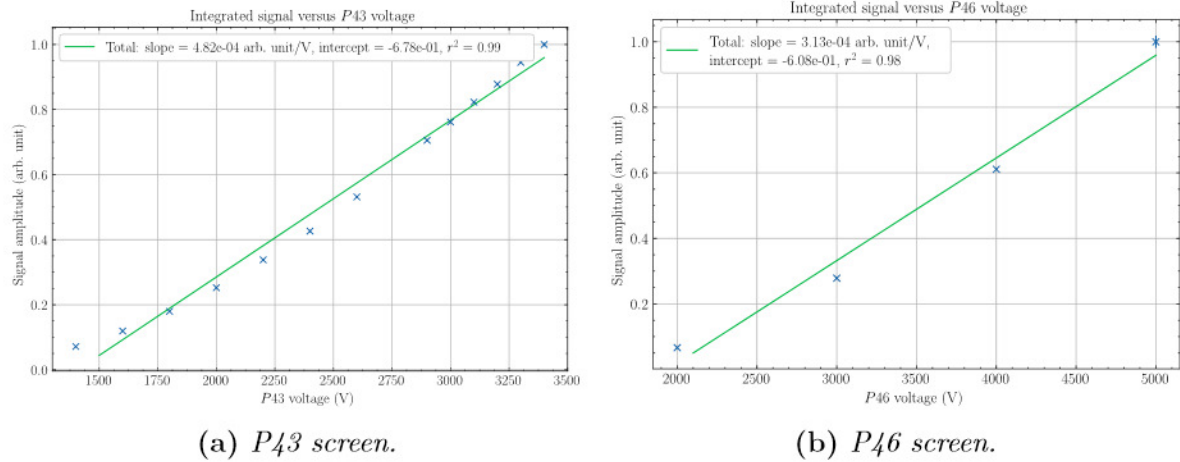 Integrated signal versus P43 voltage
Total: slope = 4.82e-04 arb. unit/V, intercept = -6.78e-01, r² = 0.99
Signal amplitude (arb. unit)
1.0
0.8
0.6
0.4
0.2
0.0
1500 1750 2000 2250 2500 2750 3000 3250 3500
P43 voltage (V)
(a) P43 screen.
Integrated signal versus P46 voltage
Total: slope = 3.13e-04 arb. unit/V,
intercept = -6.08e-01, r² = 0.98
Signal amplitude (arb. unit)
1.0
0.8
0.6
0.4
0.2
0.0
2000 2500 3000 3500 4000 4500 5000
P46 voltage (V)
(b) P46 screen.